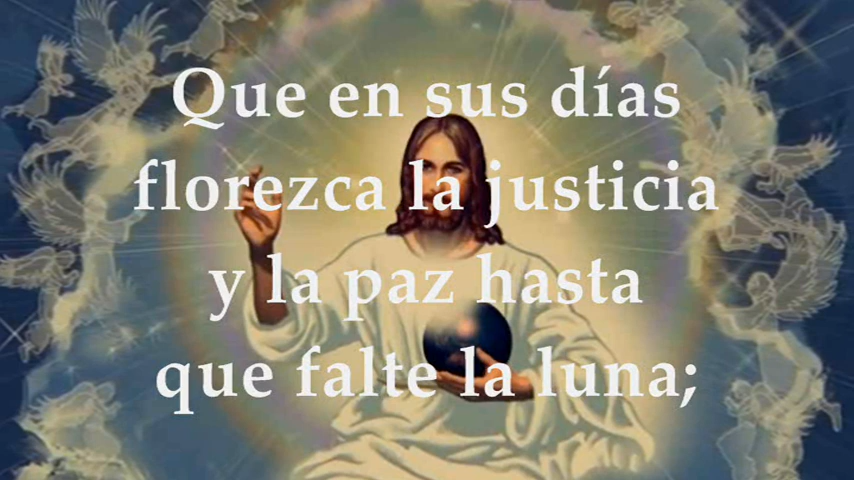 Que en sus días
florezca la justicia
y la paz hasta
que falte la luna;